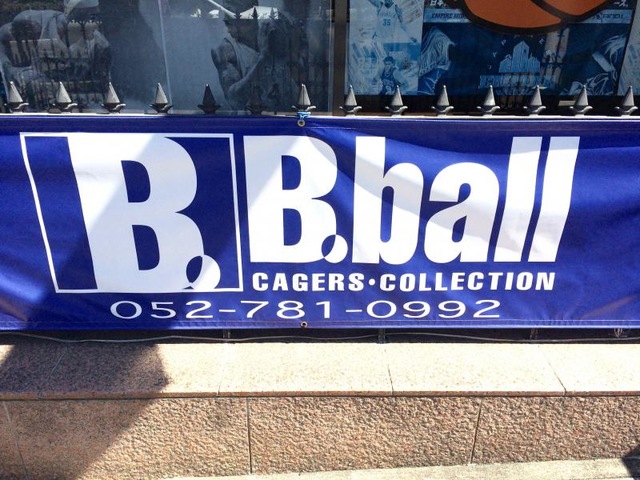 B.
B.ball
CAGERS•COLLECTION
052-781-0992